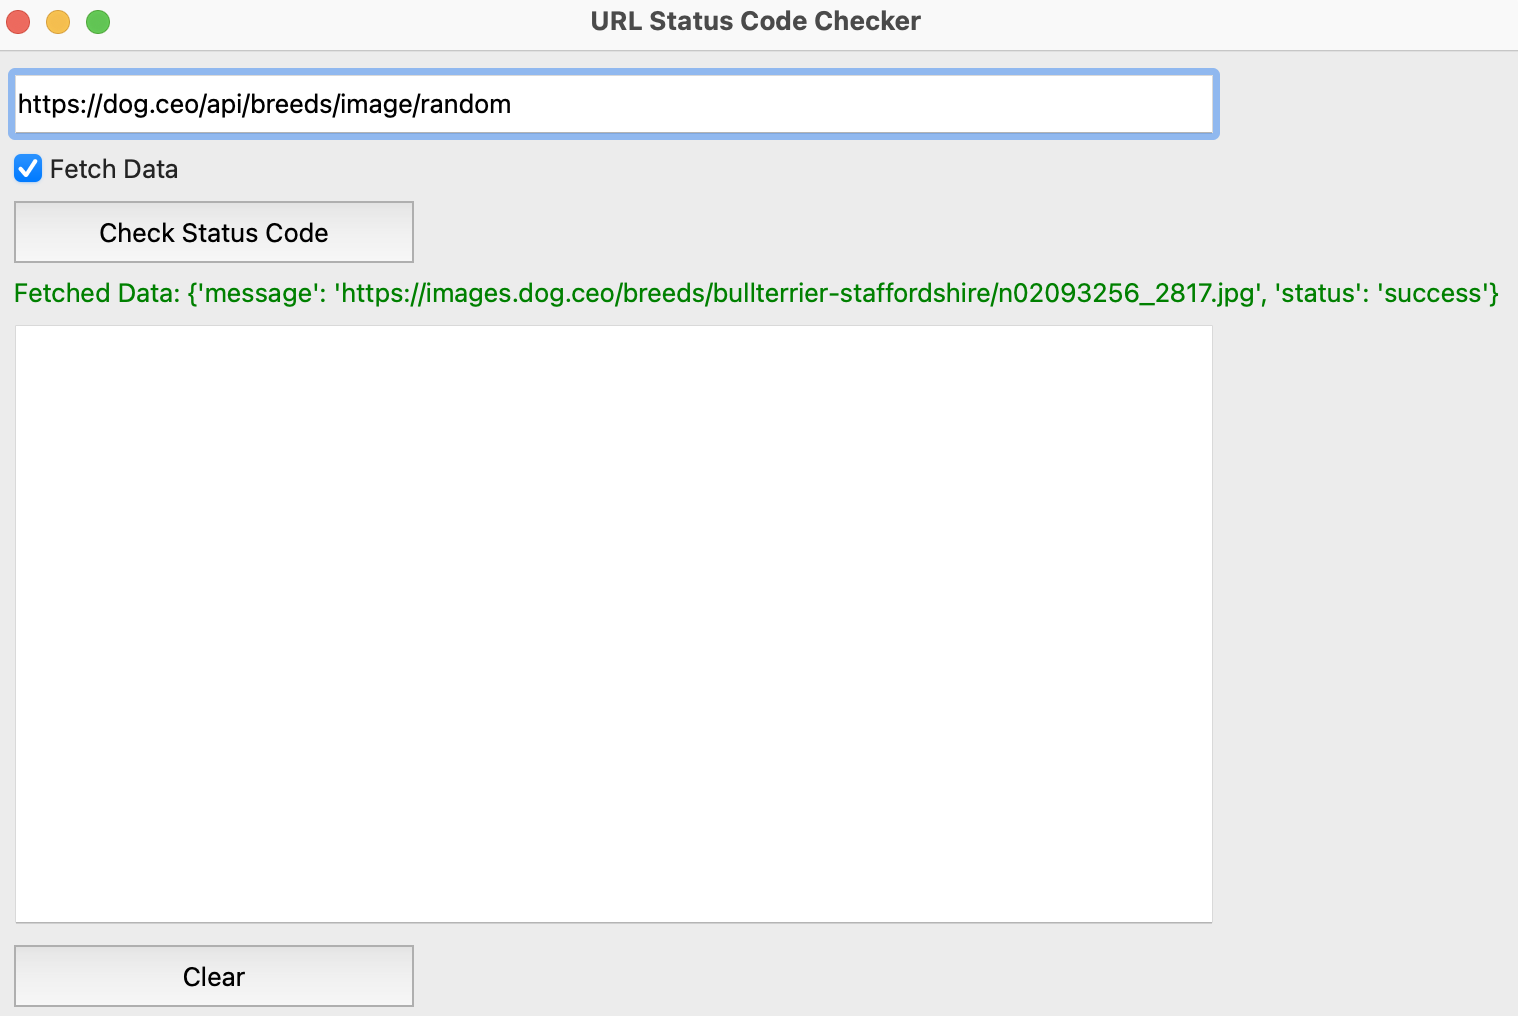 URL Status Code Checker
https://dog.ceo/api/breeds/image/random
Fetch Data
Check Status Code
Fetched Data: {'message': 'https://images.dog.ceo/breeds/bullterrier-staffordshire/n02093256_2817.jpg', 'status': 'success'}
Clear